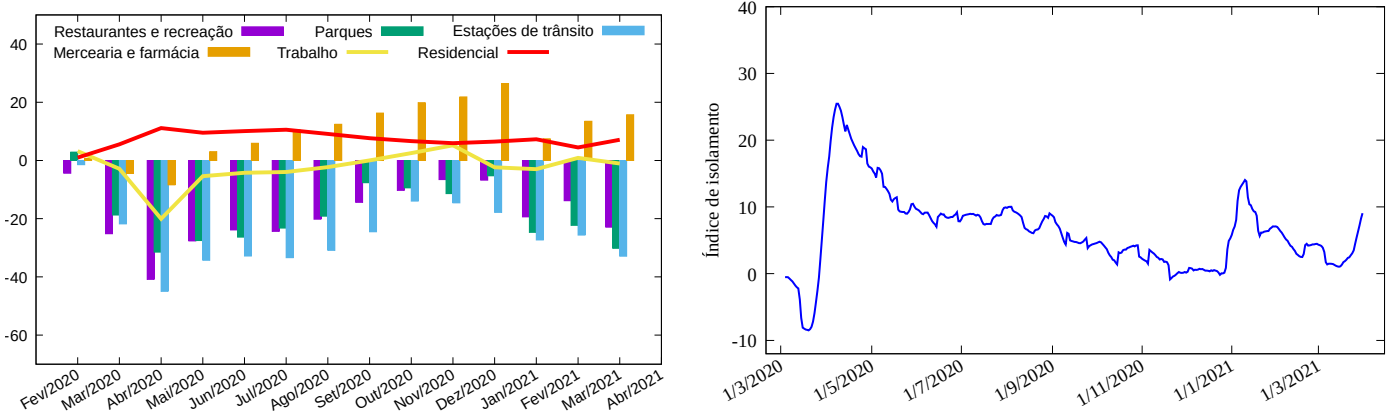 Restaurantes e recreação Parques Estações de trânsito
Mercearia e farmácia Trabalho Residencial
40
20
0
-20
-40
-60
Fev/2020 Mar/2020 Abr/2020 Mai/2020 Jun/2020 Jul/2020 Ago/2020 Set/2020 Out/2020 Nov/2020 Dez/2020 Jan/2021 Fev/2021 Mar/2021 Abr/2021
Índice de isolamento
40
30
20
10
0
-10
1/3/2020 1/5/2020 1/7/2020 1/9/2020 1/11/2020 1/1/2021 1/3/2021